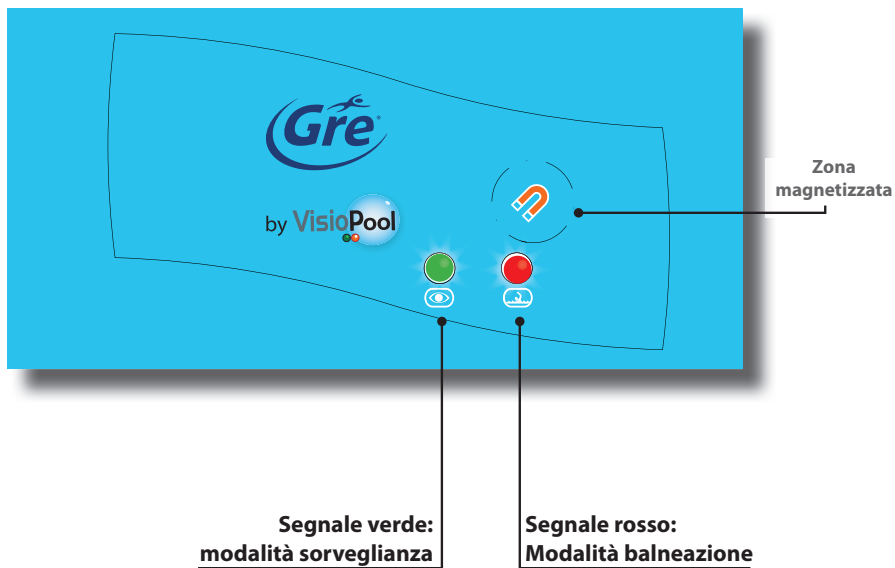 Gre
by VisioPool
Zona
magnetizzata
Segnale verde:
modalità sorveglianza
Segnale rosso:
Modalità balneazione